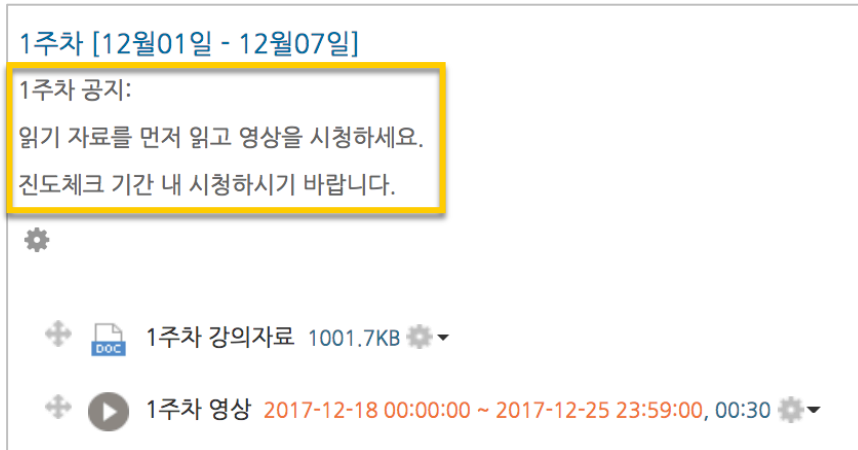 1주차 [12월01일 - 12월07일]
1주차 공지:
읽기 자료를 먼저 읽고 영상을 시청하세요.
진도체크 기간 내 시청하시기 바랍니다.
DOC 1주차 강의자료 1001.7KB
1주차 영상 2017-12-18 00:00:00 ~ 2017-12-25 23:59:00, 00:30